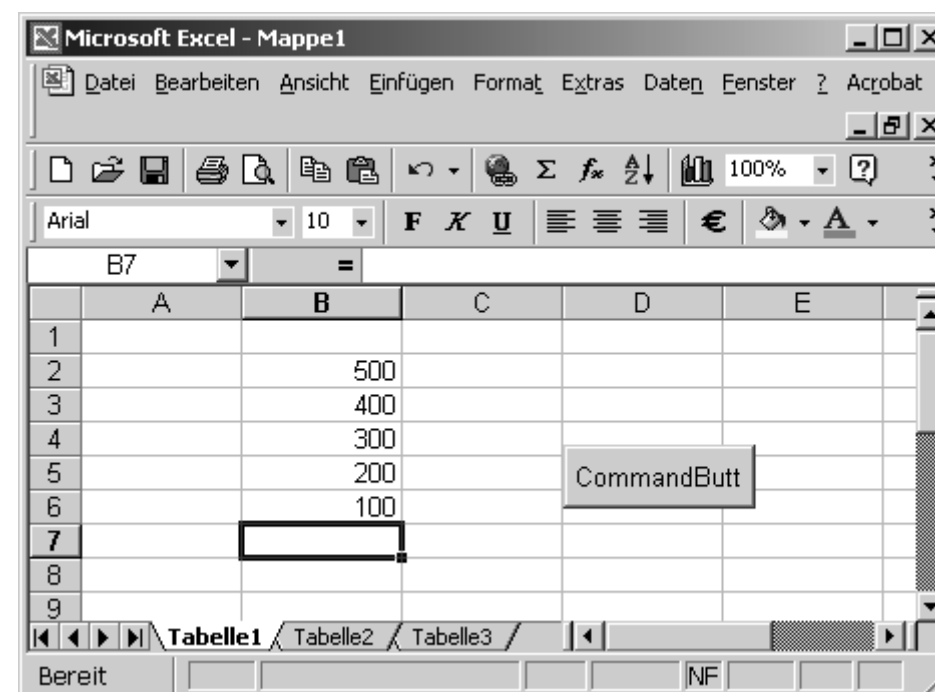 Microsoft Excel - Mappe1
Datei Bearbeiten Ansicht Einfügen Format Extras Daten Fenster ? Acrobat
Σ fx A Z 100% ?
Arial 10 F K U € A
B7 =
A B C D E
1
2 500
3 400
4 300
5 200 CommandButt
6 100
7
8
9
Tabelle1 Tabelle2 Tabelle3
Bereit NF